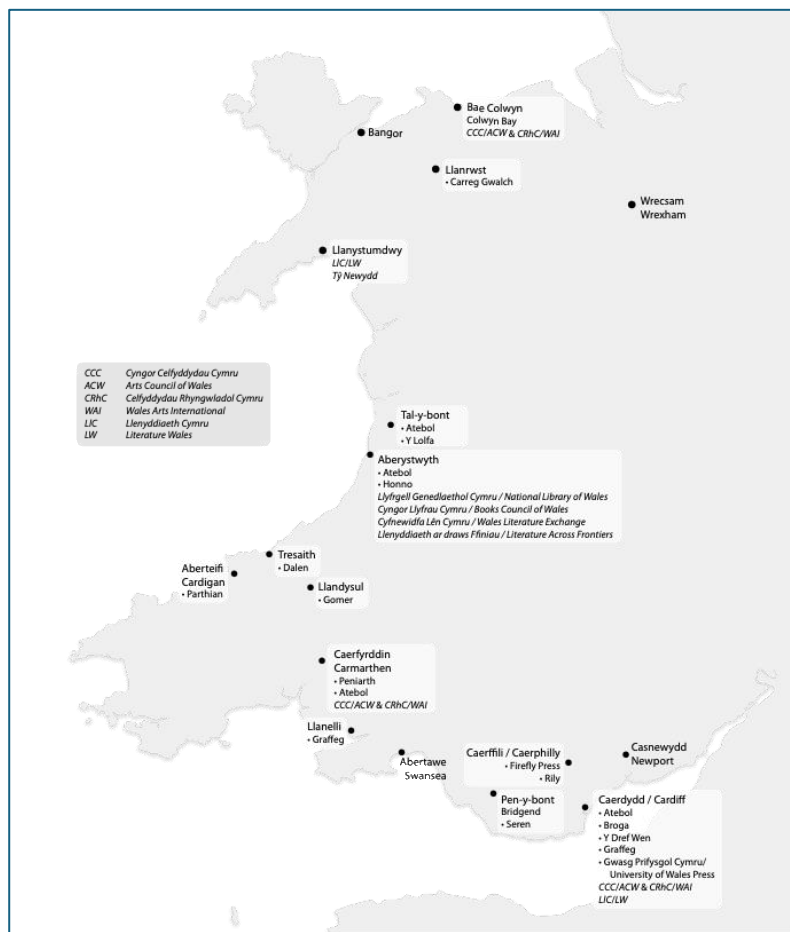 Bae Colwyn
Colwyn Bay
CCC/ACW & CRhC/WAI
Bangor
Llanrwst
• Carreg Gwalch
Wrecsam
Wrexham
Llanystumdwy
LlC/LW
Tŷ Newydd
CCC Cyngor Celfyddydau Cymru
ACW Arts Council of Wales
CRhC Celfyddydau Rhyngwladol Cymru
WAI Wales Arts International
LlC Llenyddiaeth Cymru
LW Literature Wales
Tal-y-bont
• Atebol
• Y Lolfa
Aberystwyth
• Atebol
• Honno
Llyfrgell Genedlaethol Cymru / National Library of Wales
Cyngor Llyfrau Cymru / Books Council of Wales
Cyfnewidfa Lên Cymru / Wales Literature Exchange
Llenyddiaeth ar draws Ffiniau / Literature Across Frontiers
Tresaith
• Dalen
Aberteifi
Cardigan
• Parthian
Llandysul
• Gomer
Caerfyrddin
Carmarthen
• Peniarth
• Atebol
CCC/ACW & CRhC/WAI
Llanelli
• Graffeg
Abertawe
Swansea
Caerffili / Caerphilly
• Firefly Press
• Rily
Casnewydd
Newport
Pen-y-bont
Bridgend
• Seren
Caerdydd / Cardiff
• Atebol
• Broga
• Y Dref Wen
• Graffeg
• Gwasg Prifysgol Cymru/
University of Wales Press
CCC/ACW & CRhC/WAI
LlC/LW